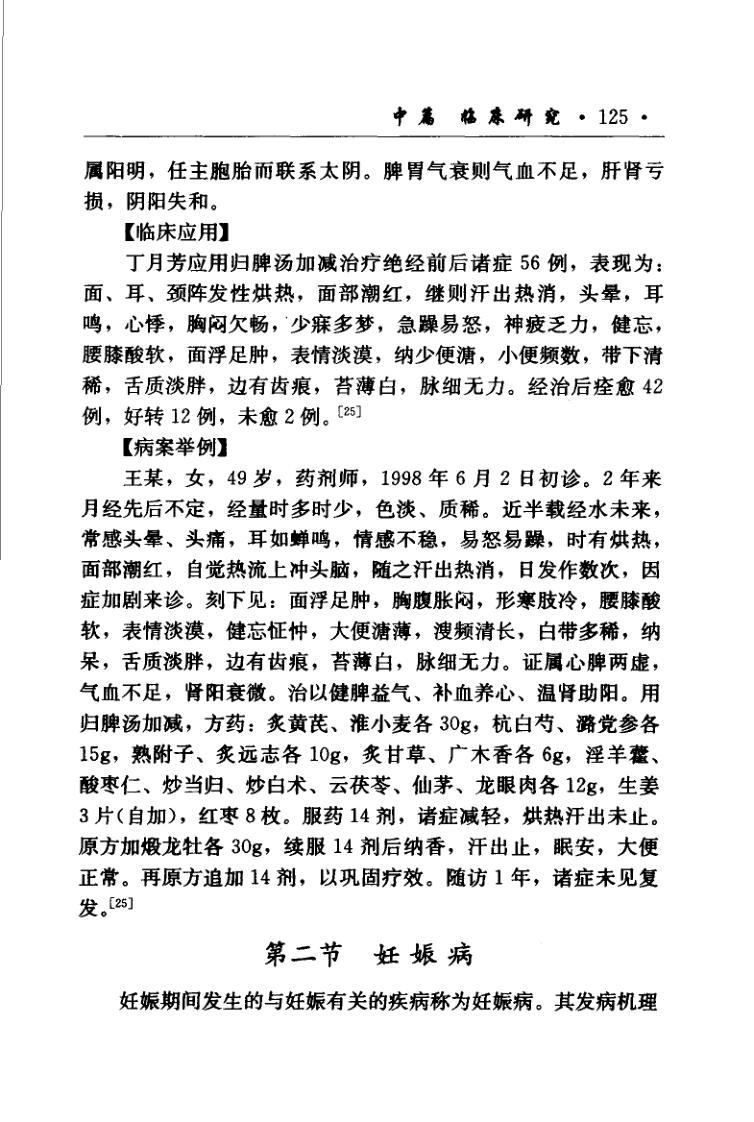 中篇 临床研究 · 125 ·
属阳明，任主胞胎而联系太阴。脾胃气衰则气血不足，肝肾亏
损，阴阳失和。
【临床应用】
丁月芳应用归脾汤加减治疗绝经前后诸症 56 例，表现为：
面、耳、颈阵发性烘热，面部潮红，继则汗出热消，头晕，耳
鸣，心悸，胸闷欠畅，少寐多梦，急躁易怒，神疲乏力，健忘，
腰膝酸软，面浮足肿，表情淡漠，纳少便溏，小便频数，带下清
稀，舌质淡胖，边有齿痕，苔薄白，脉细无力。经治后痊愈 42
例，好转 12 例，未愈 2 例。[25]
【病案举例】
王某，女，49 岁，药剂师，1998 年 6 月 2 日初诊。2 年来
月经先后不定，经量时多时少，色淡、质稀。近半载经水未来，
常感头晕、头痛，耳如蝉鸣，情感不稳，易怒易躁，时有烘热，
面部潮红，自觉热流上冲头脑，随之汗出热消，日发作数次，因
症加剧来诊。刻下见：面浮足肿，胸腹胀闷，形寒肢冷，腰膝酸
软，表情淡漠，健忘怔忡，大便溏薄，溲频清长，白带多稀，纳
呆，舌质淡胖，边有齿痕，苔薄白，脉细无力。证属心脾两虚，
气血不足，肾阳衰微。治以健脾益气、补血养心、温肾助阳。用
归脾汤加减，方药：炙黄芪、淮小麦各 30g，杭白芍、潞党参各
15g，熟附子、炙远志各 10g，炙甘草、广木香各 6g，淫羊藿、
酸枣仁、炒当归、炒白术、云茯苓、仙茅、龙眼肉各 12g，生姜
3 片（自加），红枣 8 枚。服药 14 剂，诸症减轻，烘热汗出未止。
原方加煅龙牡各 30g，续服 14 剂后纳香，汗出止，眠安，大便
正常。再原方追加 14 剂，以巩固疗效。随访 1 年，诸症未见复
发。[25]
第二节 妊娠病
妊娠期间发生的与妊娠有关的疾病称为妊娠病。其发病机理